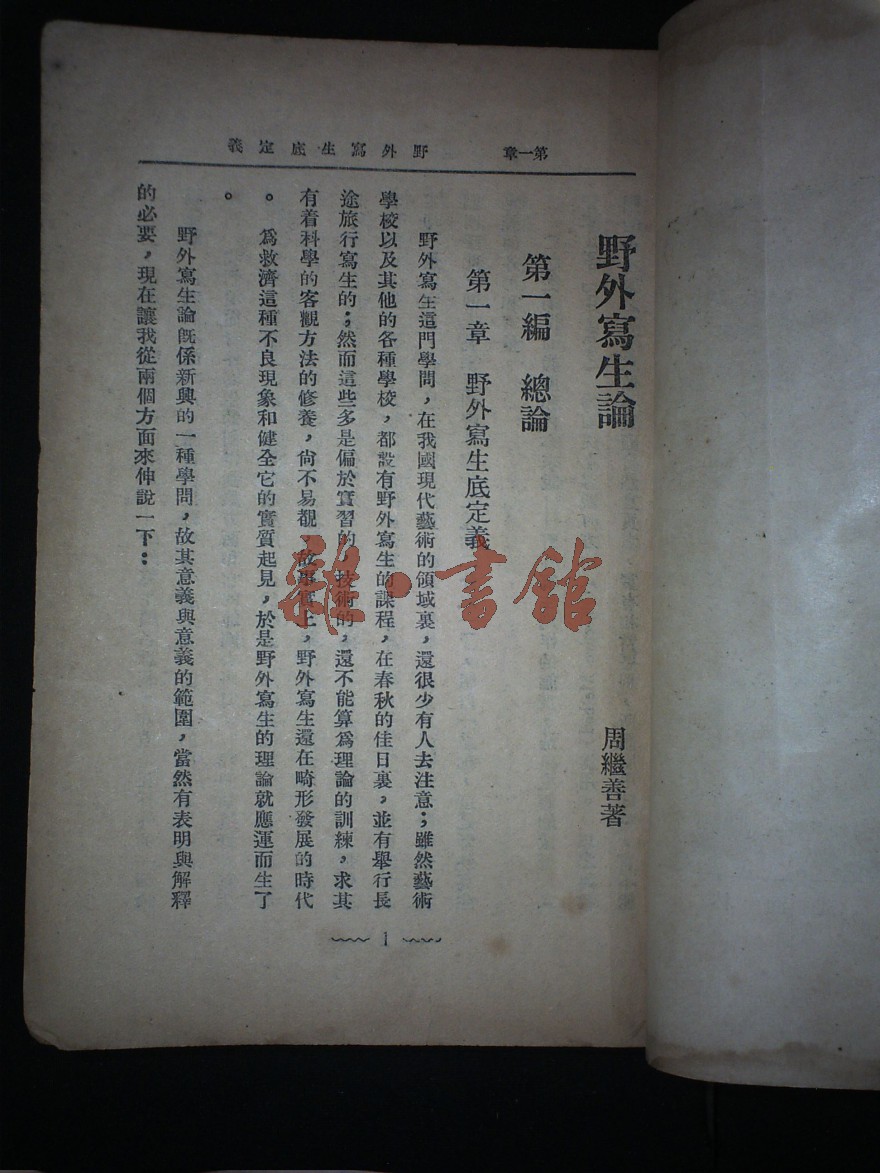 第一章　野外寫生底定義
野外寫生論
周繼善著
第一編　總論
第一章　野外寫生底定義
野外寫生這門學問，在我國現代藝術的領域裏，還很少有人去注意；雖然藝術
學校以及其他的各種學校，都設有野外寫生的課程，在春秋的佳日裏，並有舉行長
途旅行寫生的；然而這些多是偏於實習的，技術的，還不能算爲理論的訓練，求其
有着科學的客觀方法的修養，尙不易覩，故事實上，野外寫生還在畸形發展的時代
。爲救濟這種不良現象和健全它的實質起見，於是野外寫生的理論就應運而生了
。
野外寫生論旣係新興的一種學問，故其意義與意義的範圍，當然有表明與解釋
的必要，現在讓我從兩個方面來伸說一下：
1
雜·書館